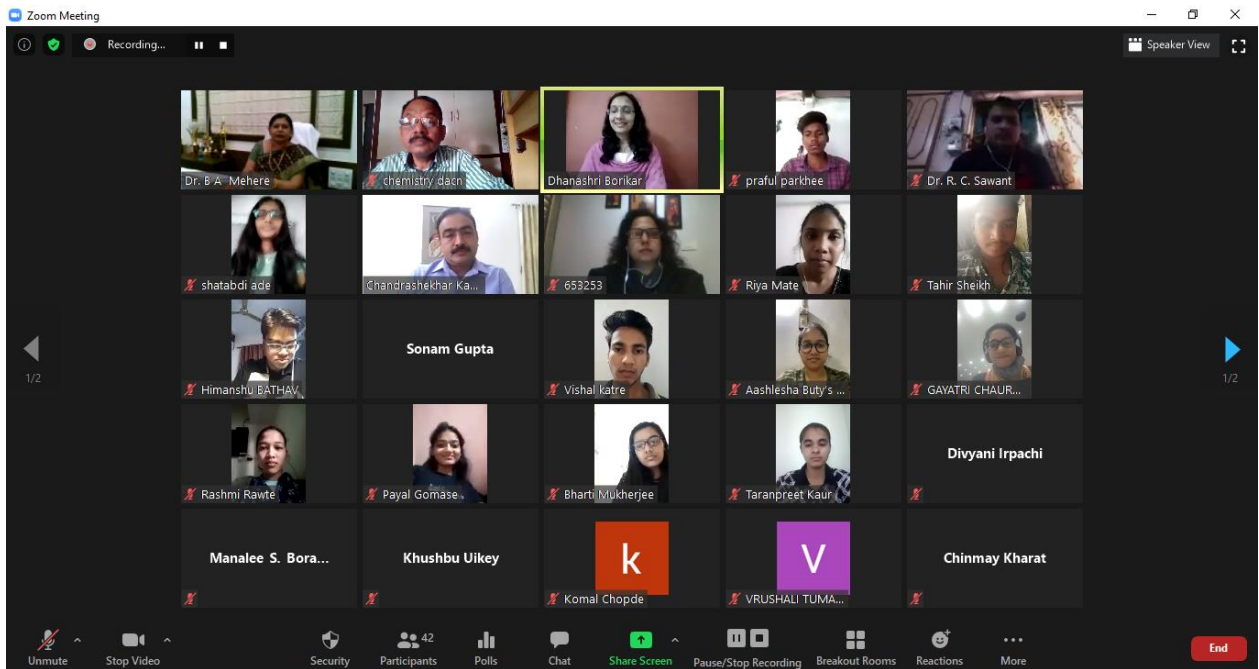 Zoom Meeting
Recording...
Speaker View
Dr. B A Mehere
chemistry dacn
Dhanashri Borikar
praful parkhee
Dr. R. C. Sawant
shatabdi ade
Chandrashekhar Ka...
653253
Riya Mate
Tahir Sheikh
Himanshu BATHAV
Sonam Gupta
Vishal katre
Aashlesha Buty's ...
GAYATRI CHAUR...
1/2
1/2
Rashmi Rawte
Payal Gomase
Bharti Mukherjee
Taranpreet Kaur
Divyani Irpachi
Manalee S. Bora...
Khushbu Uikey
k
Komal Chopde
V
VRUSHALI TUMA...
Chinmay Kharat
Unmute
Stop Video
Security
42
Participants
Polls
Chat
Share Screen
Pause/Stop Recording
Breakout Rooms
Reactions
More
End